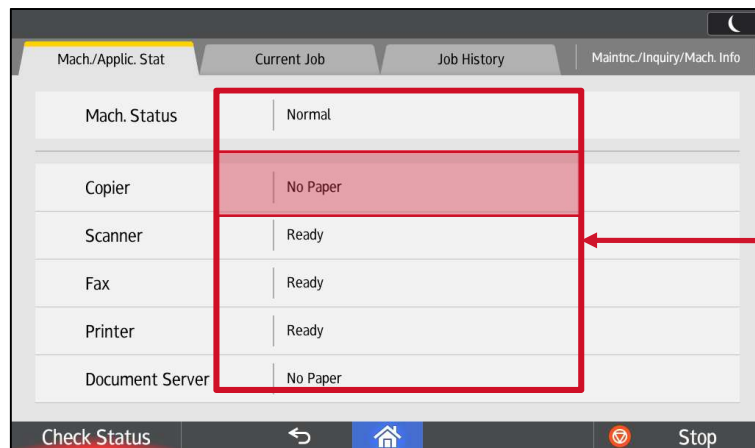 Mach./Applic. Stat Current Job Job History Maintnc./Inquiry/Mach. Info
Mach. Status Normal
Copier No Paper
Scanner Ready
Fax Ready
Printer Ready
Document Server No Paper
Check Status Stop